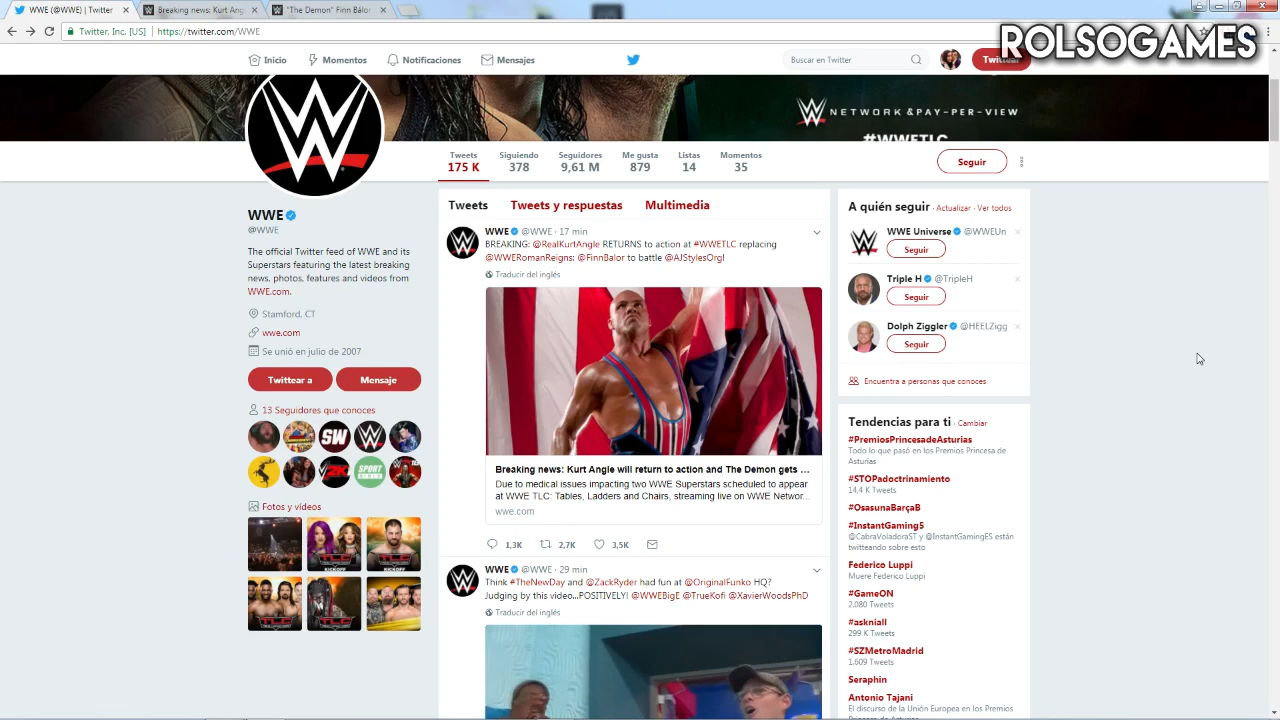 WWE (@WWE) | Twitter
Breaking news: Kurt Ang
"The Demon" Finn Bálor
Twitter, Inc. [US]
https://twitter.com/WWE
ROLSOGAMES
Inicio
Momentos
Notificaciones
Mensajes
Buscar en Twitter
Twittear
NETWORK & PAY-PER-VIEW
#WWETLC
Tweets
175 K
Siguiendo
378
Seguidores
9,61 M
Me gusta
879
Listas
14
Momentos
35
Seguir
WWE
@WWE
The official Twitter feed of WWE and its
Superstars featuring the latest breaking
news, photos, features and videos from
WWE.com.
Stamford, CT
wwe.com
Se unió en julio de 2007
Twittear a
Mensaje
13 Seguidores que conoces
Fotos y vídeos
Tweets
Tweets y respuestas
Multimedia
WWE @WWE · 17 min
BREAKING: @RealKurtAngle RETURNS to action at #WWETLC replacing
@WWERomanReigns; @FinnBalor to battle @AJStylesOrg!
Traducir del inglés
Breaking news: Kurt Angle will return to action and The Demon gets ...
Due to medical issues impacting two WWE Superstars scheduled to appear
at WWE TLC: Tables, Ladders and Chairs, streaming live on WWE Networ...
wwe.com
1,3K
2,7K
3,5K
WWE @WWE · 29 min
Think #TheNewDay and @ZackRyder had fun at @OriginalFunko HQ?
Judging by this video...POSITIVELY! @WWEBigE @TrueKofi @XavierWoodsPhD
Traducir del inglés
A quién seguir · Actualizar · Ver todos
WWE Universe @WWEUn
Seguir
Triple H @TripleH
Seguir
Dolph Ziggler @HEELZigg
Seguir
Encuentra a personas que conoces
Tendencias para ti · Cambiar
#PremiosPrincesadeAsturias
Todo lo que pasó en los Premios Princesa de
Asturias
#STOPadoctrinamiento
14,4 K Tweets
#OsasunaBarçaB
#InstantGaming5
@CabraVoladoraST y @InstantGamingES están
twitteando sobre esto
Federico Luppi
Muere Federico Luppi
#GameON
2.080 Tweets
#askniall
299 K Tweets
#SZMetroMadrid
1.609 Tweets
Seraphin
Antonio Tajani
El discurso de la Unión Europea en los Premios